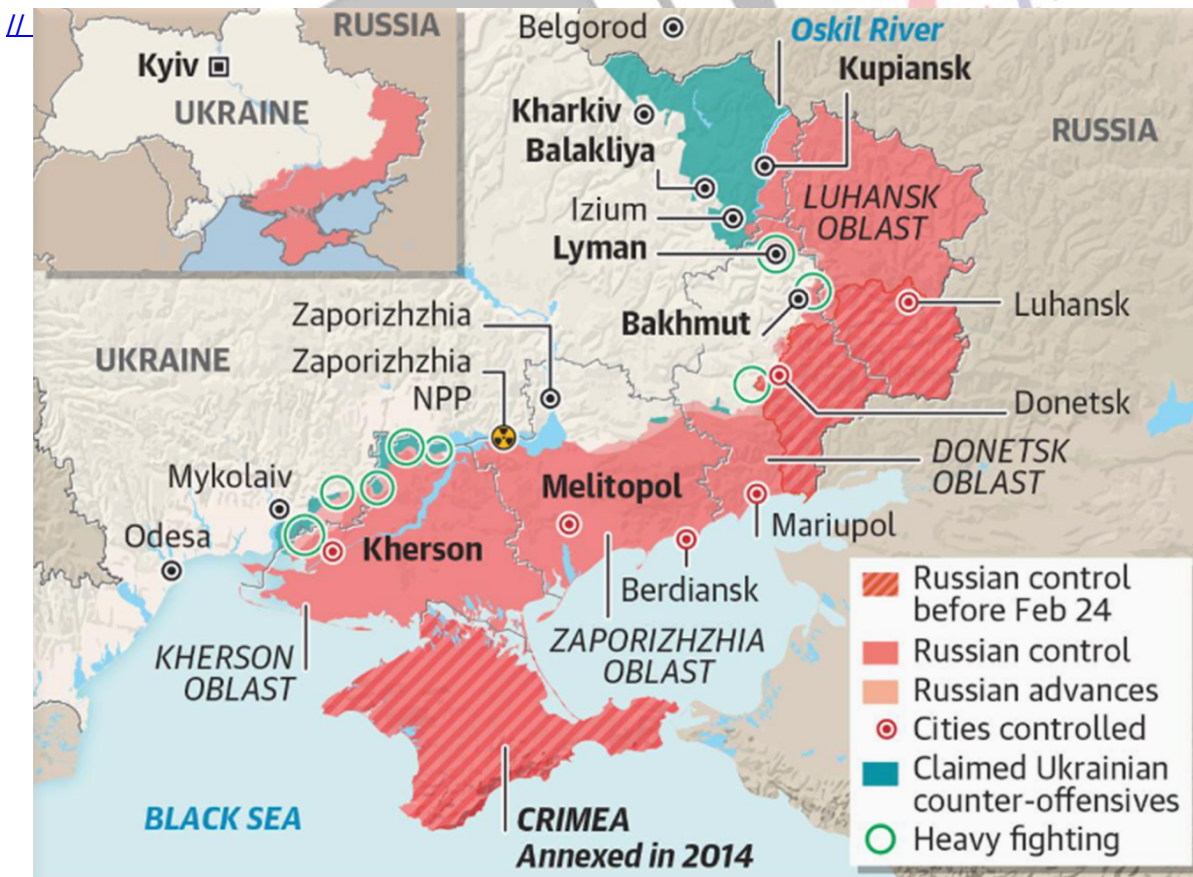 //
RUSSIA
Kyiv
UKRAINE
Belgorod
Oskil River
Kupiansk
Kharkiv
Balakliya
RUSSIA
Izium
LUHANSK
OBLAST
Lyman
Zaporizhzhia
Bakhmut
Luhansk
UKRAINE
Zaporizhzhia
NPP
Donetsk
DONETSK
OBLAST
Mykolaiv
Melitopol
Odesa
Kherson
Mariupol
Berdiansk
KHERSON
OBLAST
ZAPORIZHZHIA
OBLAST
Russian control
before Feb 24
Russian control
Russian advances
Cities controlled
Claimed Ukrainian
counter-offensives
Heavy fighting
BLACK SEA
CRIMEA
Annexed in 2014